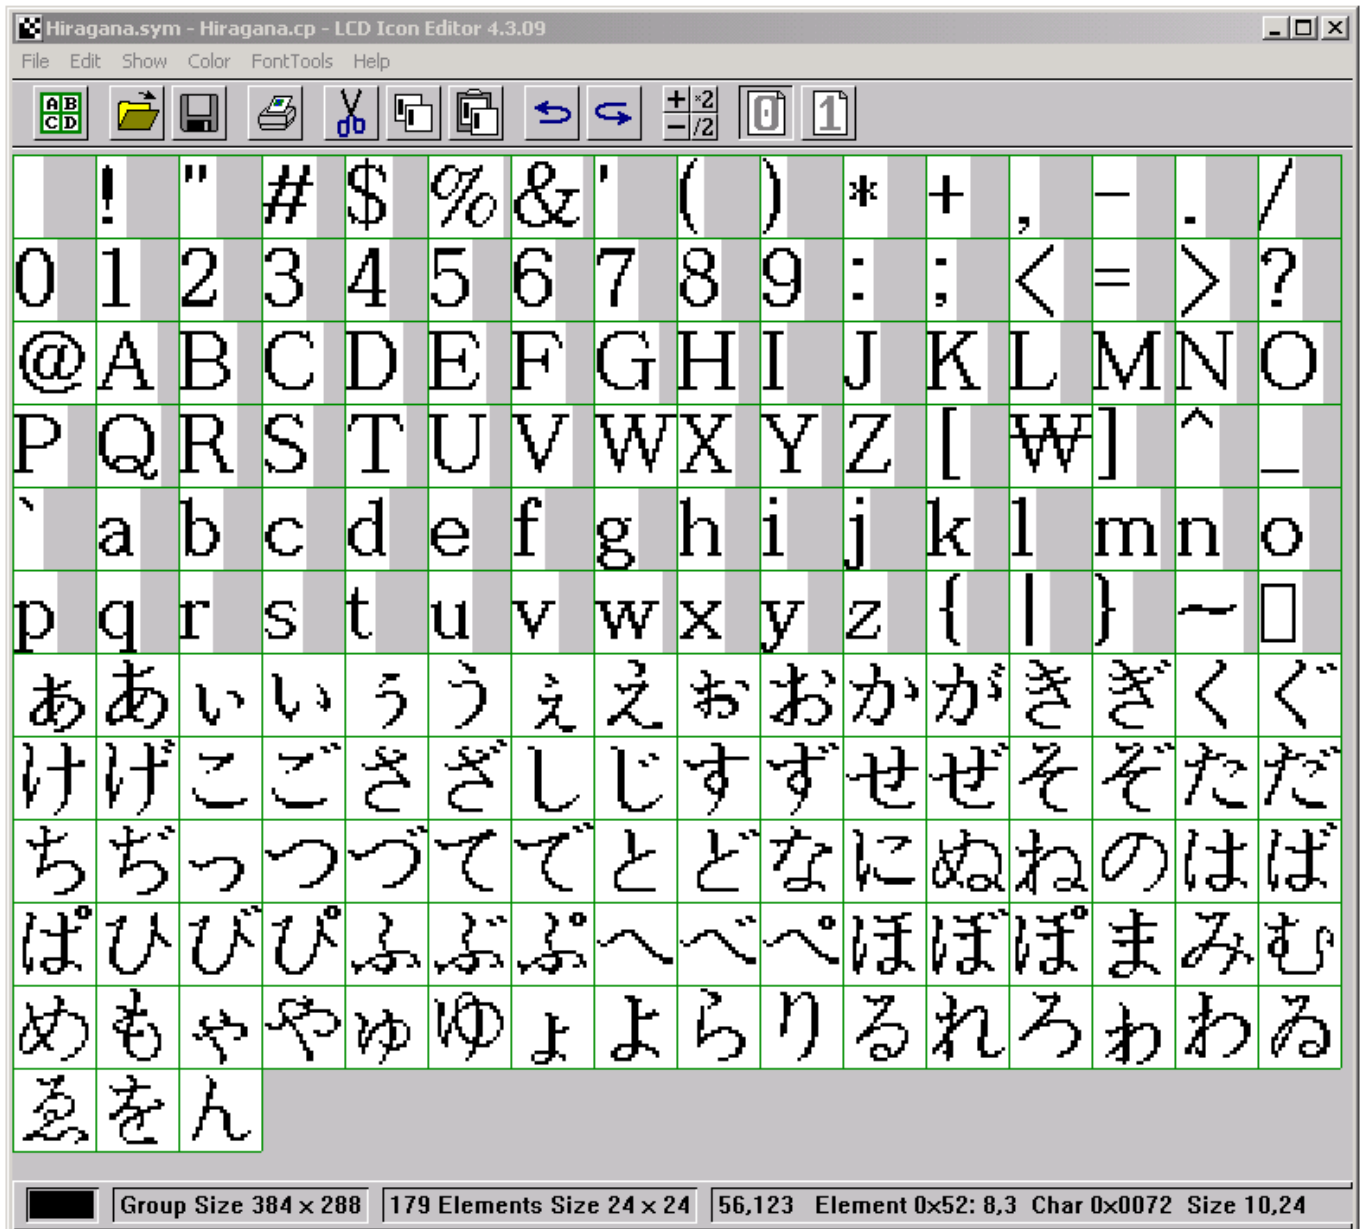 Hiragana.sym - Hiragana.cp - LCD Icon Editor 4.3.09
File Edit Show Color FontTools Help
AB
CD
+ ×2
− /2
0 1
! " # $ % & ' ( ) * + , - . /
0 1 2 3 4 5 6 7 8 9 : ; < = > ?
@ A B C D E F G H I J K L M N O
P Q R S T U V W X Y Z [ ₩ ] ^ _
` a b c d e f g h i j k l m n o
p q r s t u v w x y z { | } ~ ▯
ぁ あ ぃ い ぅ う ぇ え ぉ お か が き ぎ く ぐ
け げ こ ご さ ざ し じ す ず せ ぜ そ ぞ た だ
ち ぢ っ つ づ て で と ど な に ぬ ね の は ば
ぱ ひ び ぴ ふ ぶ ぷ へ べ ぺ ほ ぼ ぽ ま み む
め も ゃ や ゅ ゆ ょ よ ら り る れ ろ ゎ わ ゐ
ゑ を ん
Group Size 384 x 288 179 Elements Size 24 x 24 56,123 Element 0x52: 8,3 Char 0x0072 Size 10,24